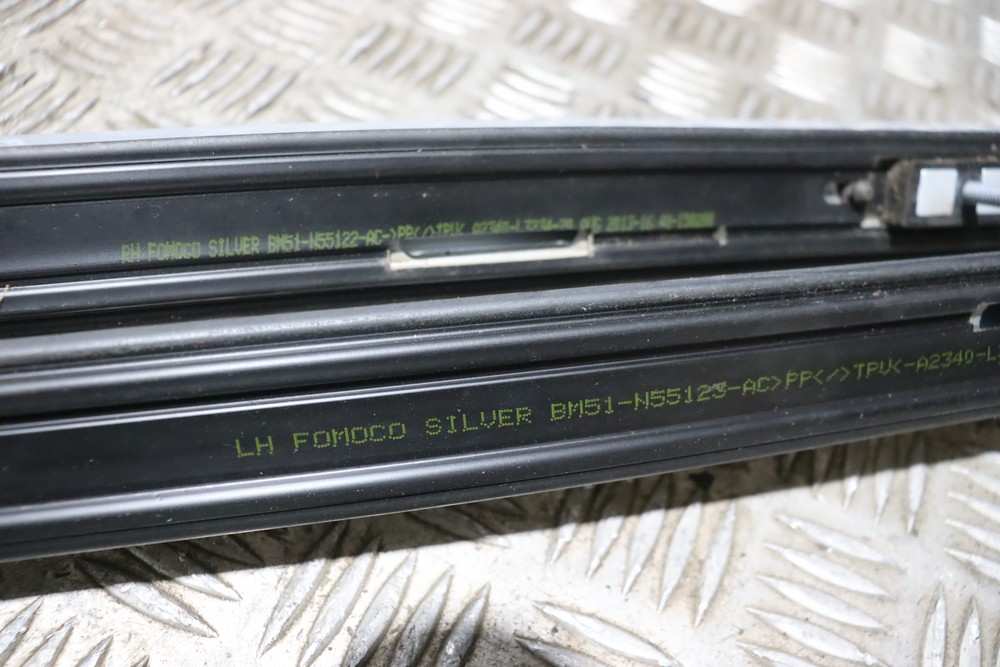 RH FOMOCO SILVER BM51-N55122-AC>PP</>TPV<
LH FOMOCO SILVER BM51-N55123-AC>PP</>TPV<-A2340-L